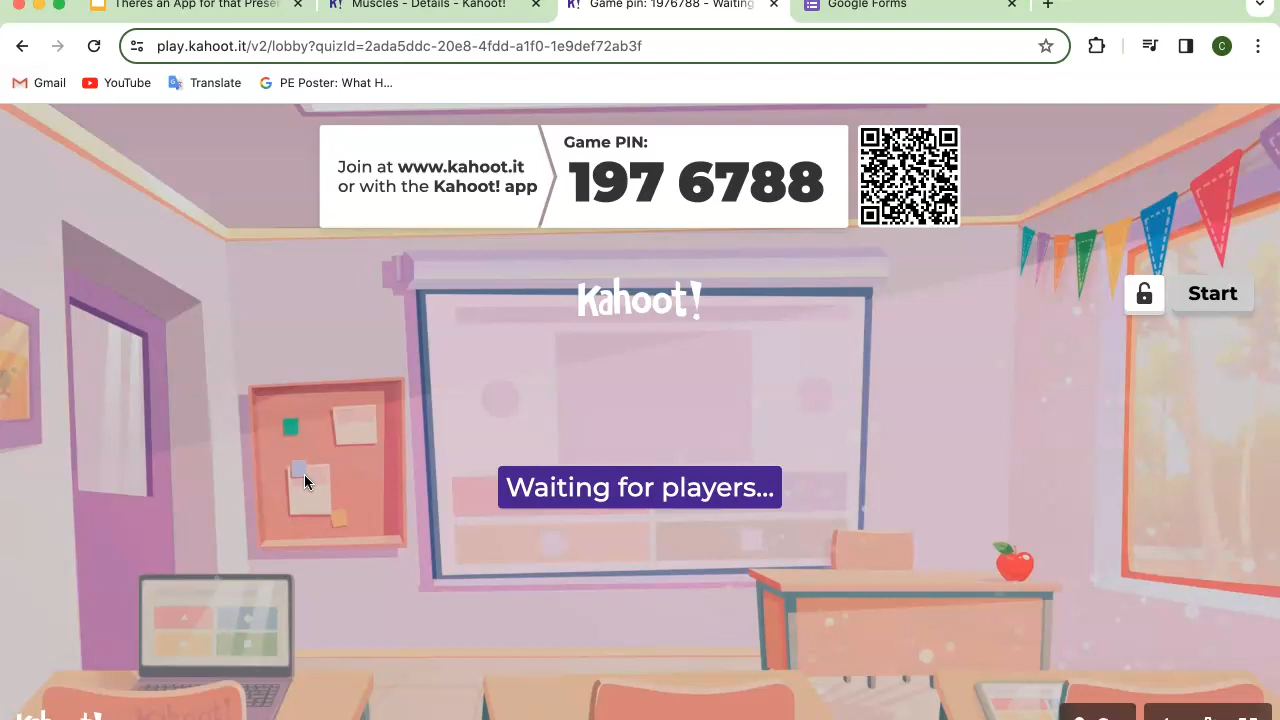 Theres an App for that Prese
Muscles - Details - Kahoot!
Game pin: 1976788 - Waiting
Google Forms
play.kahoot.it/v2/lobby?quizId=2ada5ddc-20e8-4fdd-a1f0-1e9def72ab3f
C
Gmail
YouTube
Translate
PE Poster: What H...
Join at www.kahoot.it
or with the Kahoot! app
Game PIN:
197 6788
Kahoot!
Start
Waiting for players...
Kahoot!